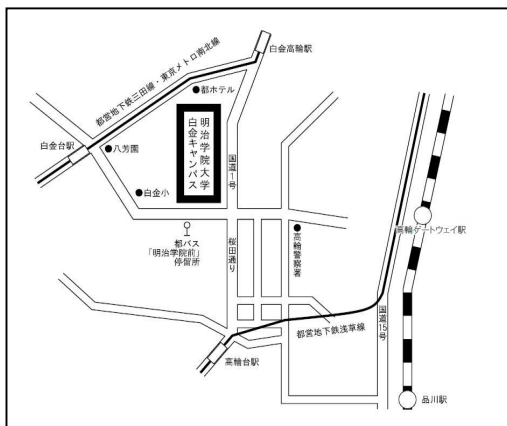 白金高輪駅
都営地下鉄三田線・東京メトロ南北線
都ホテル
白金台駅
八芳園
明治学院大学
白金キャンパス
国道1号
白金小
高輪ゲートウェイ駅
都バス
「明治学院前」
停留所
桜田通り
高輪警察署
都営地下鉄浅草線
国道15号
高輪台駅
品川駅